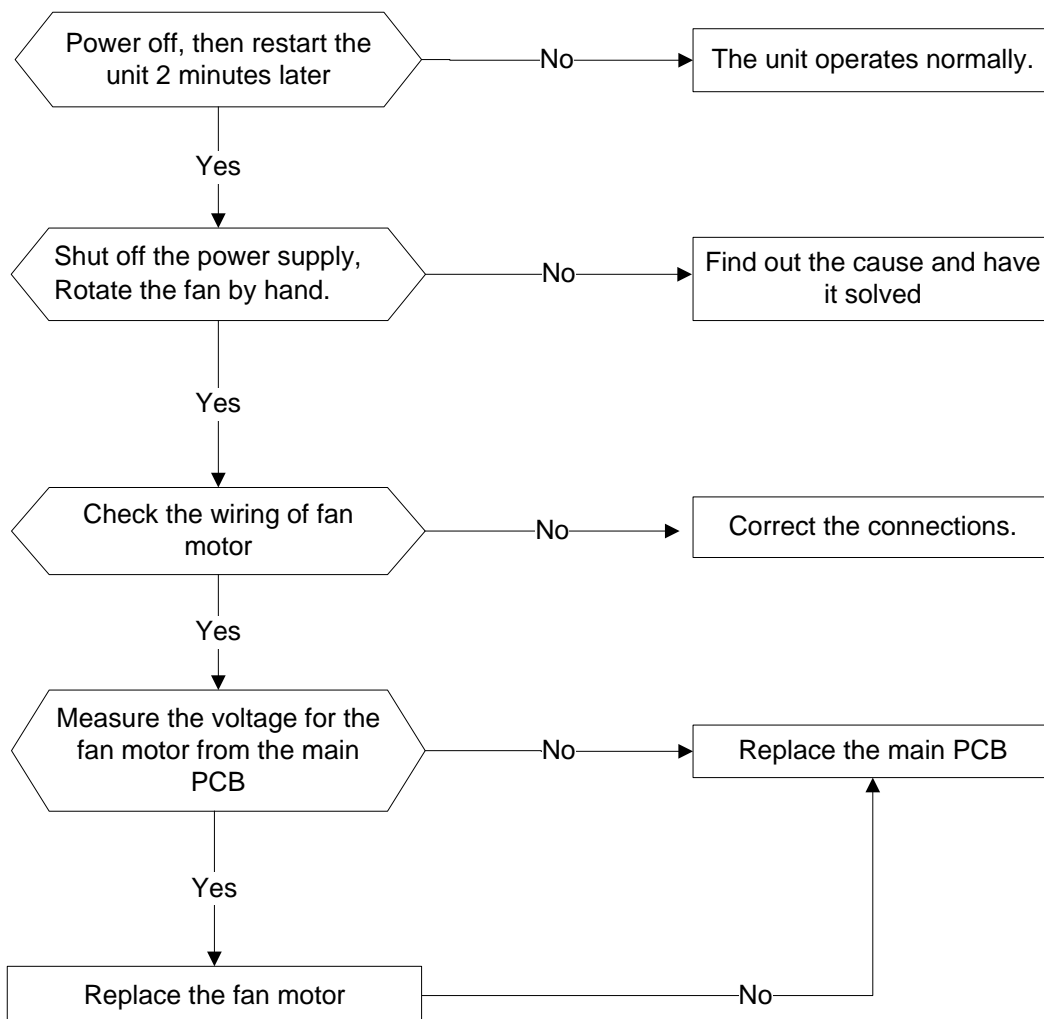 Power off, then restart the
unit 2 minutes later
No
The unit operates normally.
Yes
Shut off the power supply,
Rotate the fan by hand.
No
Find out the cause and have
it solved
Yes
Check the wiring of fan
motor
No
Correct the connections.
Yes
Measure the voltage for the
fan motor from the main
PCB
No
Replace the main PCB
Yes
Replace the fan motor
No